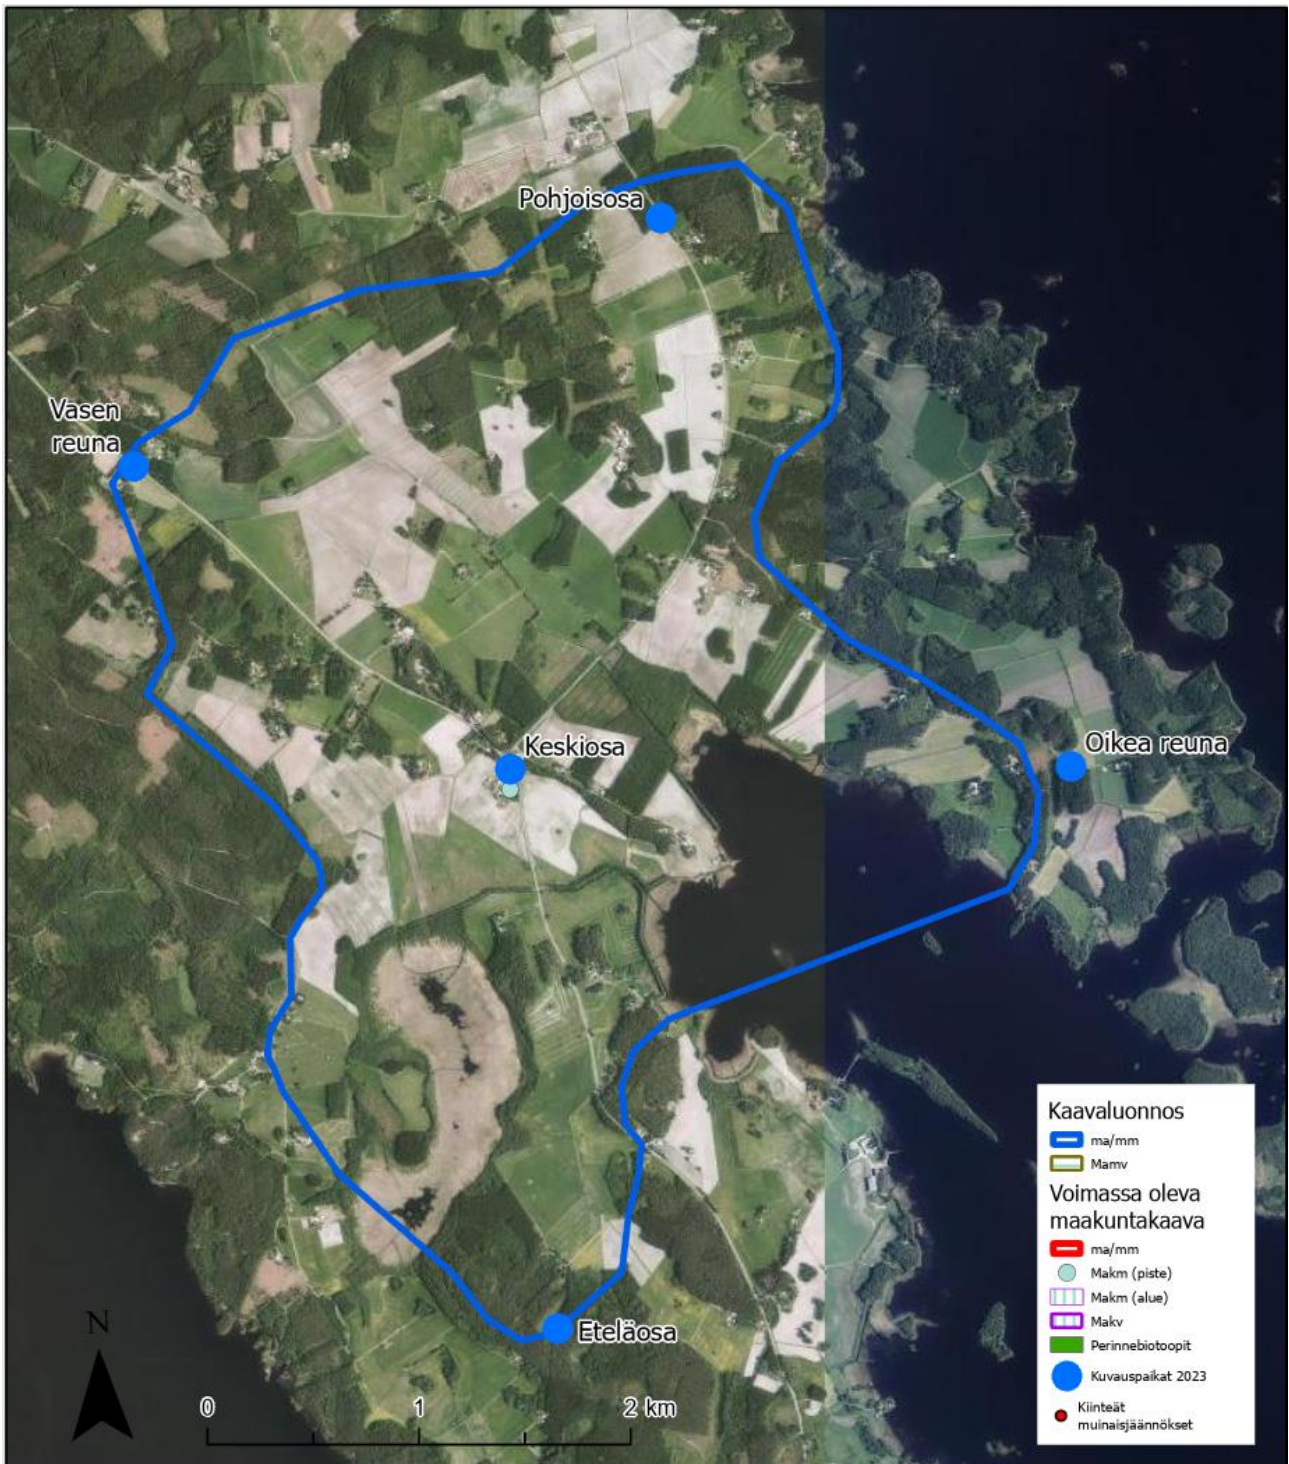 Pohjoisosa
Vasen
reuna
Keskiosa
Oikea reuna
Eteläosa
N
0 1 2 km
Kaavaluonnos
ma/mm
Mamv
Voimassa oleva
maakuntakaava
ma/mm
Makm (piste)
Makm (alue)
Makv
Perinnebiotoopit
Kuvauspaikat 2023
Kiinteät
muinaisjäännökset